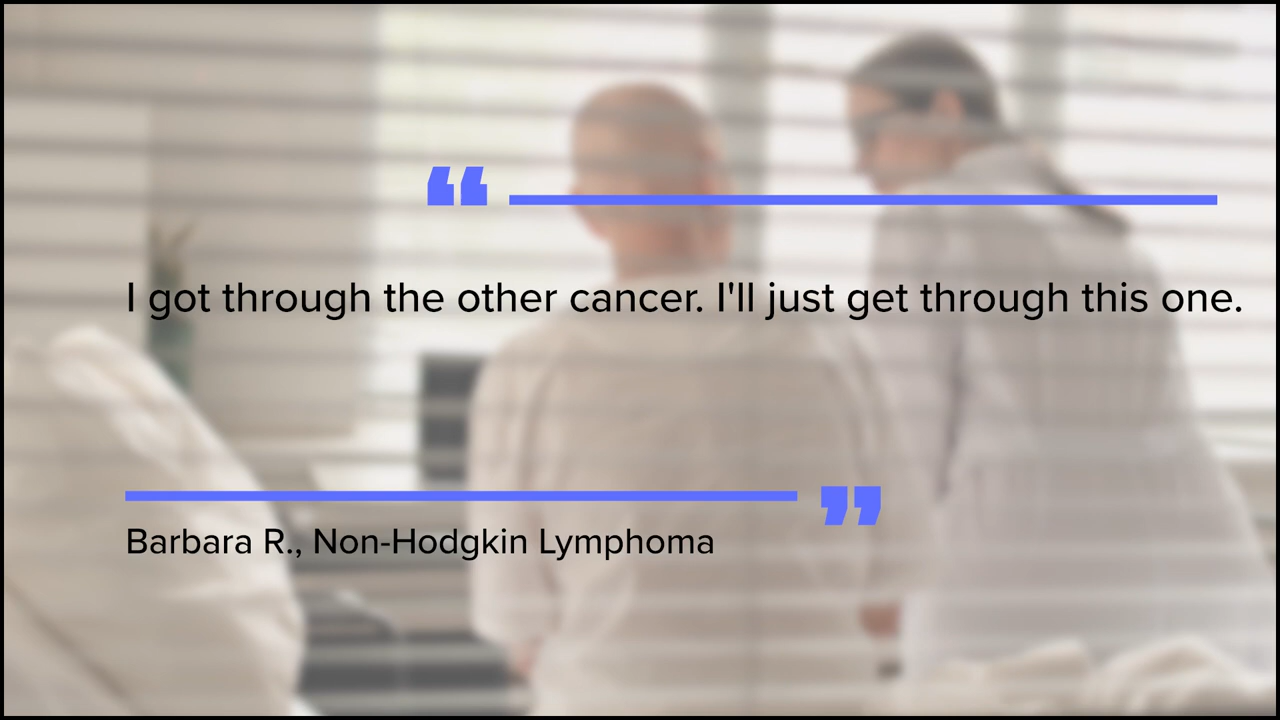 “
I got through the other cancer. I'll just get through this one.
”
Barbara R., Non-Hodgkin Lymphoma